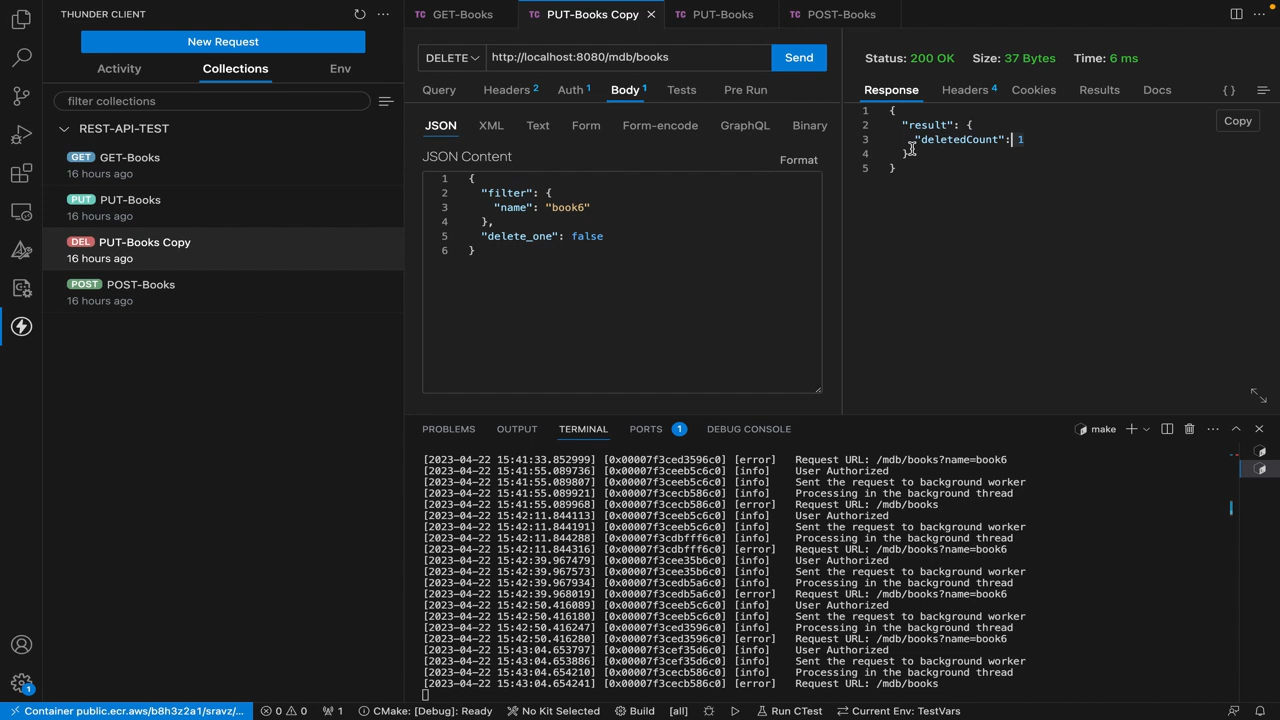 THUNDER CLIENT
New Request
Activity Collections Env
filter collections
REST-API-TEST
GET GET-Books
16 hours ago
PUT PUT-Books
16 hours ago
DEL PUT-Books Copy
16 hours ago
POST POST-Books
16 hours ago
GET-Books PUT-Books Copy PUT-Books POST-Books
DELETE http://localhost:8080/mdb/books Send
Query Headers 2 Auth 1 Body 1 Tests Pre Run
JSON XML Text Form Form-encode GraphQL Binary
JSON Content Format
1 {
2 "filter": {
3 "name": "book6"
4 },
5 "delete_one": false
6 }
Status: 200 OK Size: 37 Bytes Time: 6 ms
Response Headers 4 Cookies Results Docs {}
Copy
1 {
2 "result": {
3 "deletedCount": 1
4 }
5 }
PROBLEMS OUTPUT TERMINAL PORTS 1 DEBUG CONSOLE make
[2023-04-22 15:41:33.852999] [0x00007f3ced3596c0] [error] Request URL: /mdb/books?name=book6
[2023-04-22 15:41:55.089736] [0x00007f3ceeb5c6c0] [info] User Authorized
[2023-04-22 15:41:55.089807] [0x00007f3ceeb5c6c0] [info] Sent the request to background worker
[2023-04-22 15:41:55.089921] [0x00007f3cecb586c0] [info] Processing in the background thread
[2023-04-22 15:41:55.089968] [0x00007f3cecb586c0] [error] Request URL: /mdb/books
[2023-04-22 15:42:11.844113] [0x00007f3ceeb5c6c0] [info] User Authorized
[2023-04-22 15:42:11.844191] [0x00007f3ceeb5c6c0] [info] Sent the request to background worker
[2023-04-22 15:42:11.844288] [0x00007f3cdbfff6c0] [info] Processing in the background thread
[2023-04-22 15:42:11.844316] [0x00007f3cdbfff6c0] [error] Request URL: /mdb/books?name=book6
[2023-04-22 15:42:39.967479] [0x00007f3cee35b6c0] [info] User Authorized
[2023-04-22 15:42:39.967573] [0x00007f3cee35b6c0] [info] Sent the request to background worker
[2023-04-22 15:42:39.967934] [0x00007f3cedb5a6c0] [info] Processing in the background thread
[2023-04-22 15:42:39.968019] [0x00007f3cedb5a6c0] [error] Request URL: /mdb/books?name=book6
[2023-04-22 15:42:50.416089] [0x00007f3ceeb5c6c0] [info] User Authorized
[2023-04-22 15:42:50.416180] [0x00007f3ceeb5c6c0] [info] Sent the request to background worker
[2023-04-22 15:42:50.416247] [0x00007f3ced3596c0] [info] Processing in the background thread
[2023-04-22 15:42:50.416280] [0x00007f3ced3596c0] [error] Request URL: /mdb/books?name=book6
[2023-04-22 15:43:04.653797] [0x00007f3cef35d6c0] [info] User Authorized
[2023-04-22 15:43:04.653886] [0x00007f3cef35d6c0] [info] Sent the request to background worker
[2023-04-22 15:43:04.654210] [0x00007f3cecb586c0] [info] Processing in the background thread
[2023-04-22 15:43:04.654241] [0x00007f3cecb586c0] [error] Request URL: /mdb/books
1
Container public.ecr.aws/b8h3z2a1/sravz/... 0 0 1 CMake: [Debug]: Ready No Kit Selected Build [all] Run CTest Current Env: TestVars